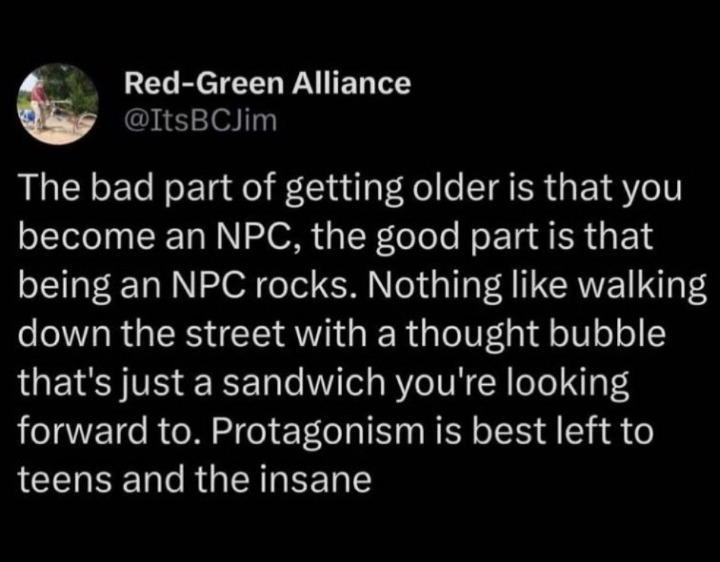 Red-Green Alliance
@ItsBCJim
The bad part of getting older is that you
become an NPC, the good part is that
being an NPC rocks. Nothing like walking
down the street with a thought bubble
that's just a sandwich you're looking
forward to. Protagonism is best left to
teens and the insane